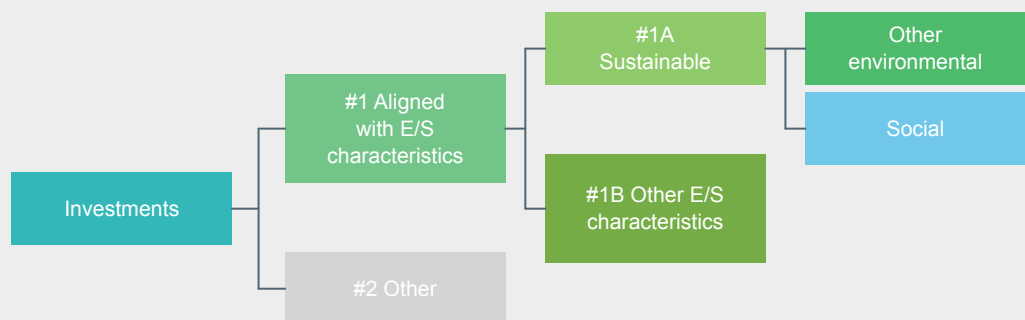 Investments
#1 Aligned
with E/S
characteristics
#2 Other
#1A
Sustainable
#1B Other E/S
characteristics
Other
environmental
Social